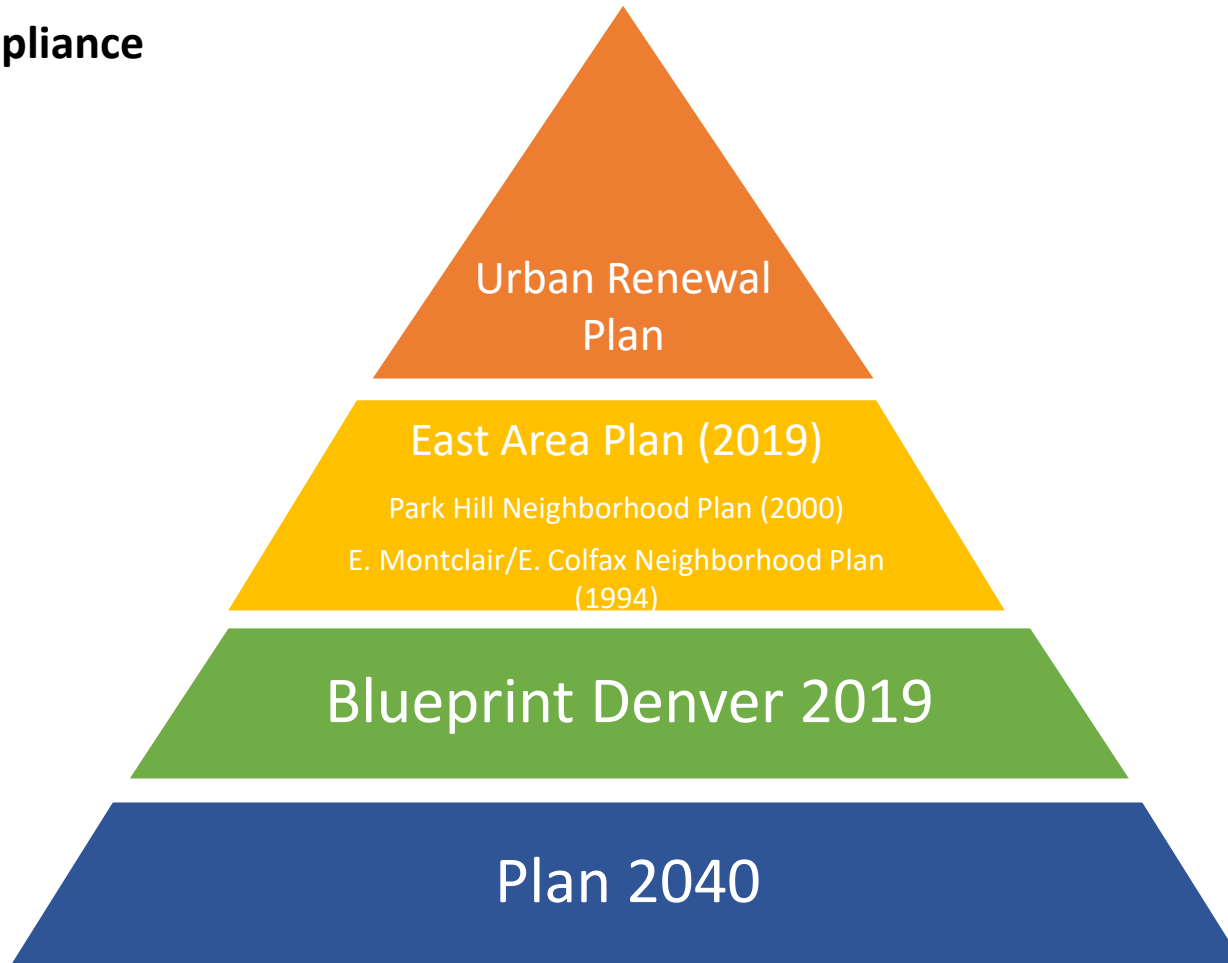 pliance
Urban Renewal
Plan
East Area Plan (2019)
Park Hill Neighborhood Plan (2000)
E. Montclair/E. Colfax Neighborhood Plan
(1994)
Blueprint Denver 2019
Plan 2040